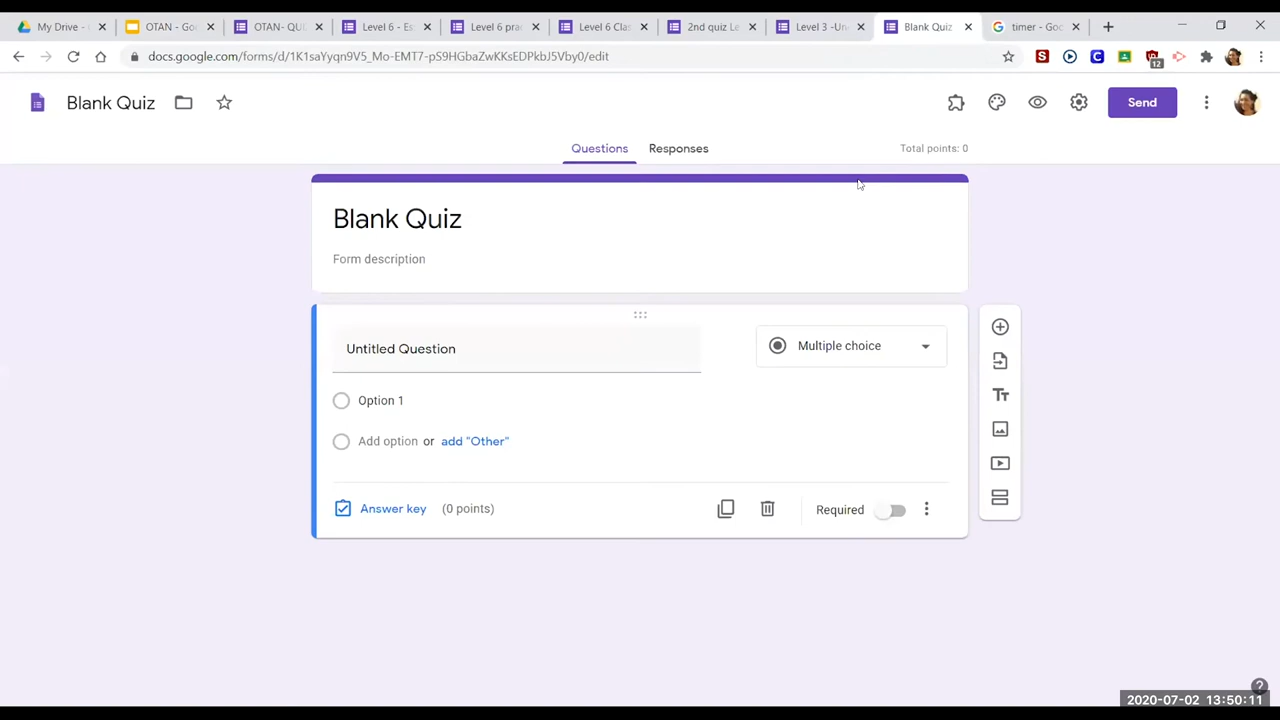 My Drive -
OTAN - Go
OTAN- QU
Level 6 - Es
Level 6 pra
Level 6 Clas
2nd quiz Le
Level 3 - Un
Blank Quiz
timer - Goo
docs.google.com/forms/d/1K1saYyqn9V5_Mo-EMT7-pS9HGbaZwKKsEDPkbJ5Vby0/edit
12
Blank Quiz
Send
Questions
Responses
Total points: 0
Blank Quiz
Form description
Untitled Question
Multiple choice
Option 1
Add option or add "Other"
Answer key (0 points)
Required
2020-07-02 13:50:11